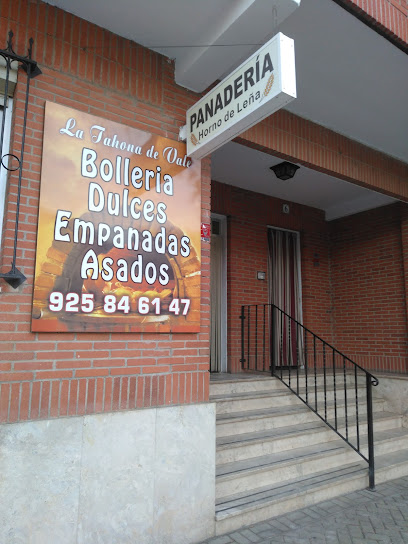 PANADERÍA
Horno de Leña
La Tahona de Vale
Bolleria
Dulces
Empanadas
Asados
925 84 61 47